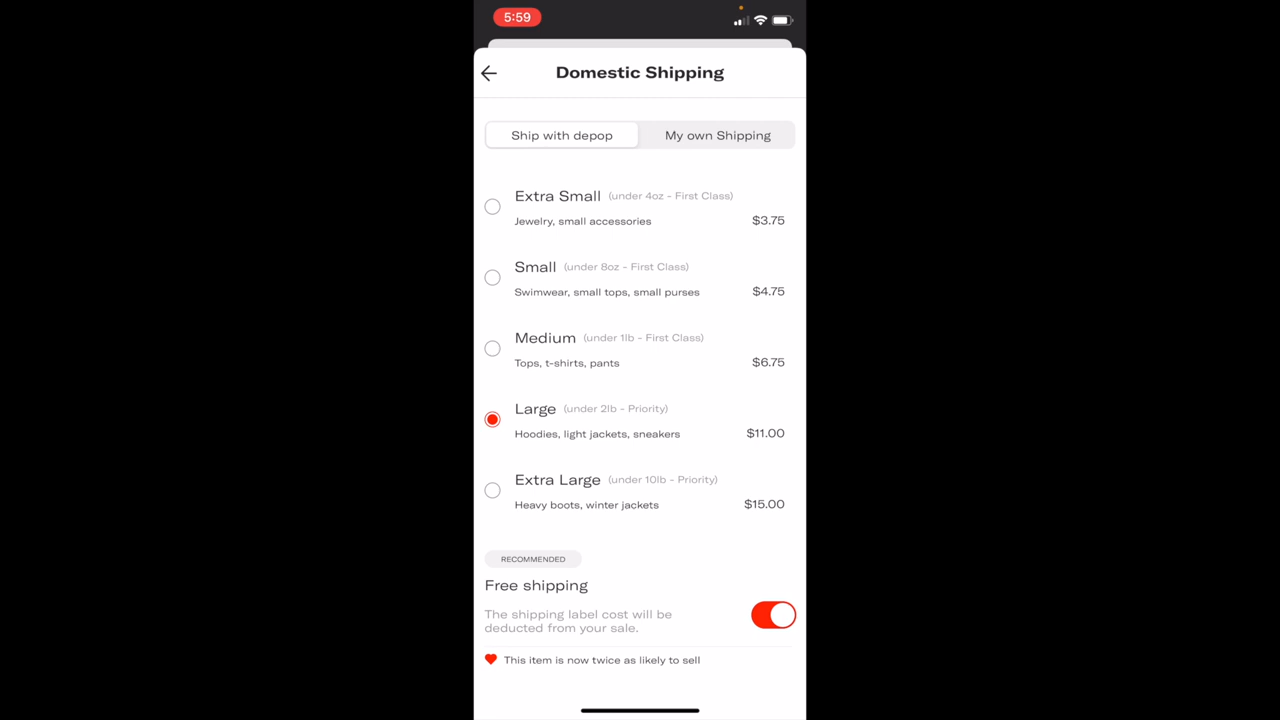 5:59
Domestic Shipping
Ship with depop My own Shipping
Extra Small (under 4oz - First Class)
Jewelry, small accessories $3.75
Small (under 8oz - First Class)
Swimwear, small tops, small purses $4.75
Medium (under 1lb - First Class)
Tops, t-shirts, pants $6.75
Large (under 2lb - Priority)
Hoodies, light jackets, sneakers $11.00
Extra Large (under 10lb - Priority)
Heavy boots, winter jackets $15.00
RECOMMENDED
Free shipping
The shipping label cost will be
deducted from your sale.
This item is now twice as likely to sell